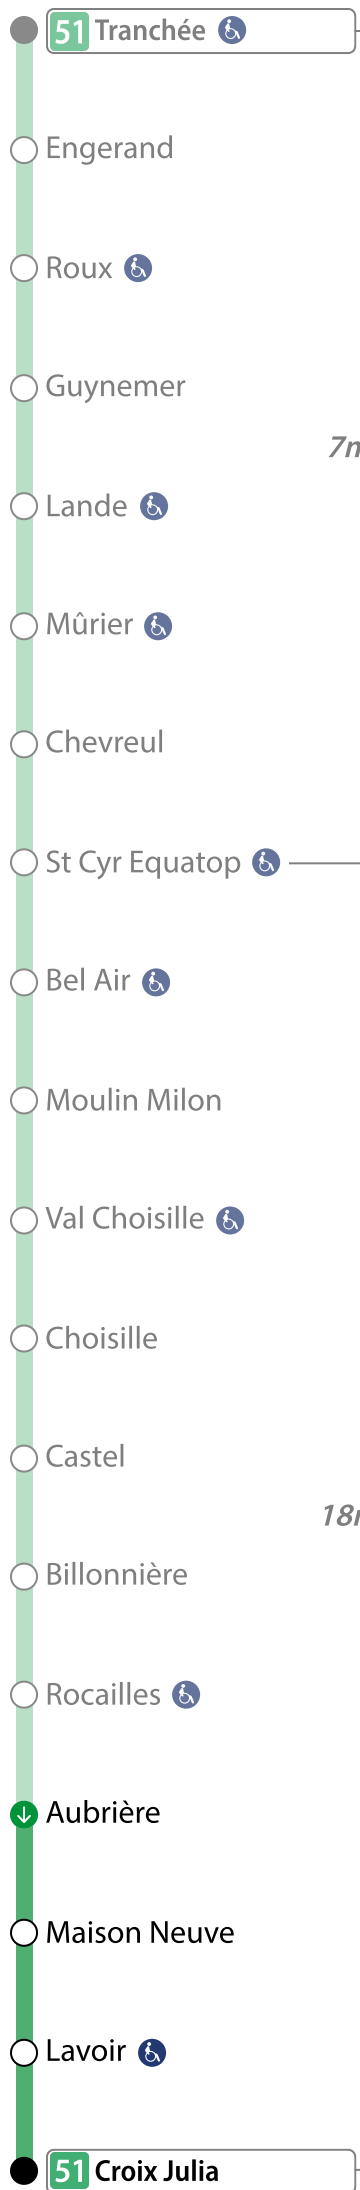 51 Tranchée
Engerand
Roux
Guynemer
Lande
Mûrier
Chevreul
St Cyr Equatop
Bel Air
Moulin Milon
Val Choisille
Choisille
Castel
Billonnière
Rocailles
Aubrière
Maison Neuve
Lavoir
51 Croix Julia